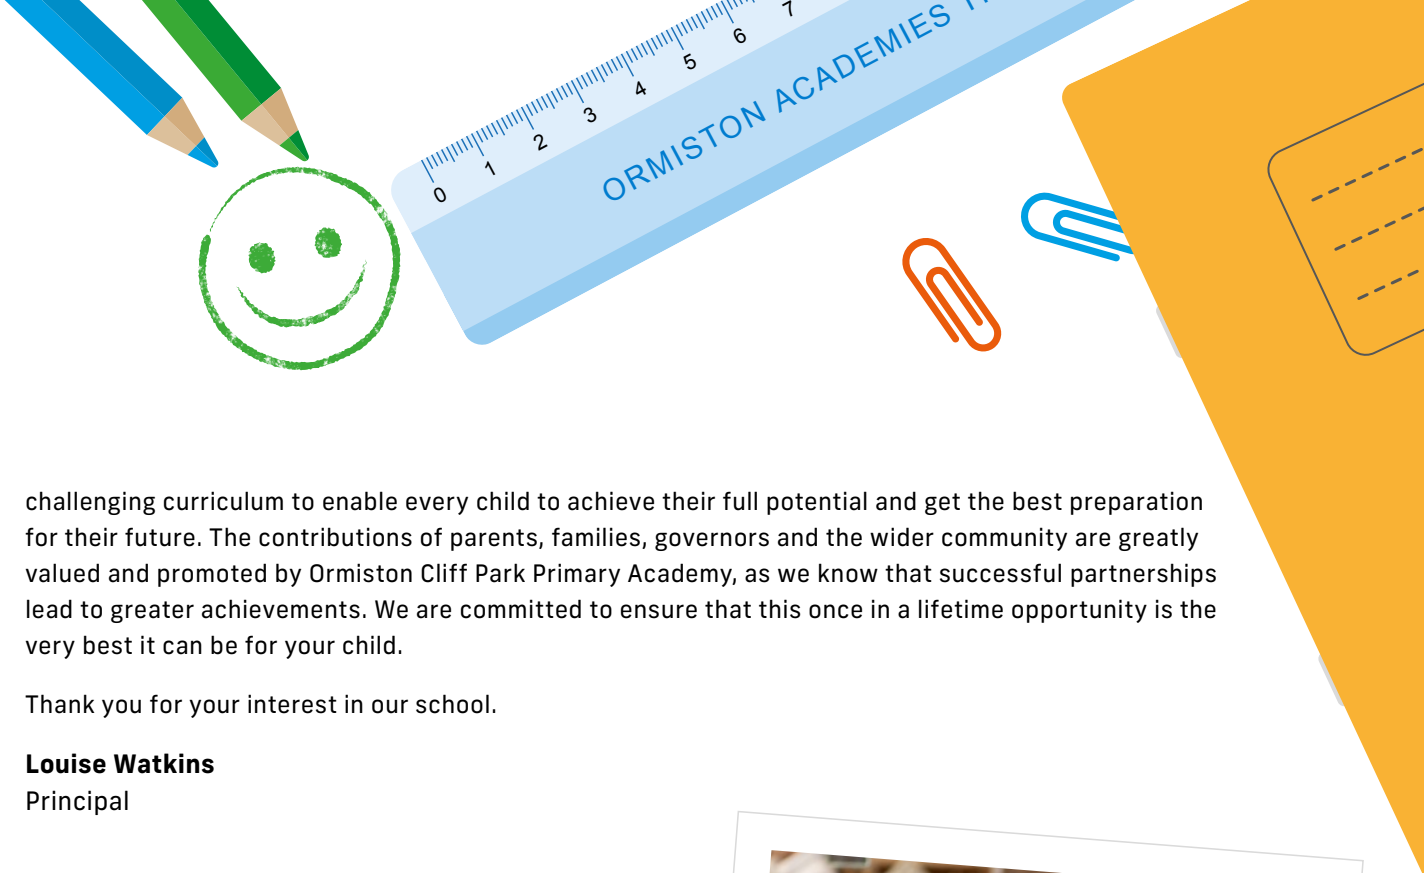 0 1 2 3 4 5 6 7
ORMISTON ACADEMIES
challenging curriculum to enable every child to achieve their full potential and get the best preparation
for their future. The contributions of parents, families, governors and the wider community are greatly
valued and promoted by Ormiston Cliff Park Primary Academy, as we know that successful partnerships
lead to greater achievements. We are committed to ensure that this once in a lifetime opportunity is the
very best it can be for your child.
Thank you for your interest in our school.
Louise Watkins
Principal